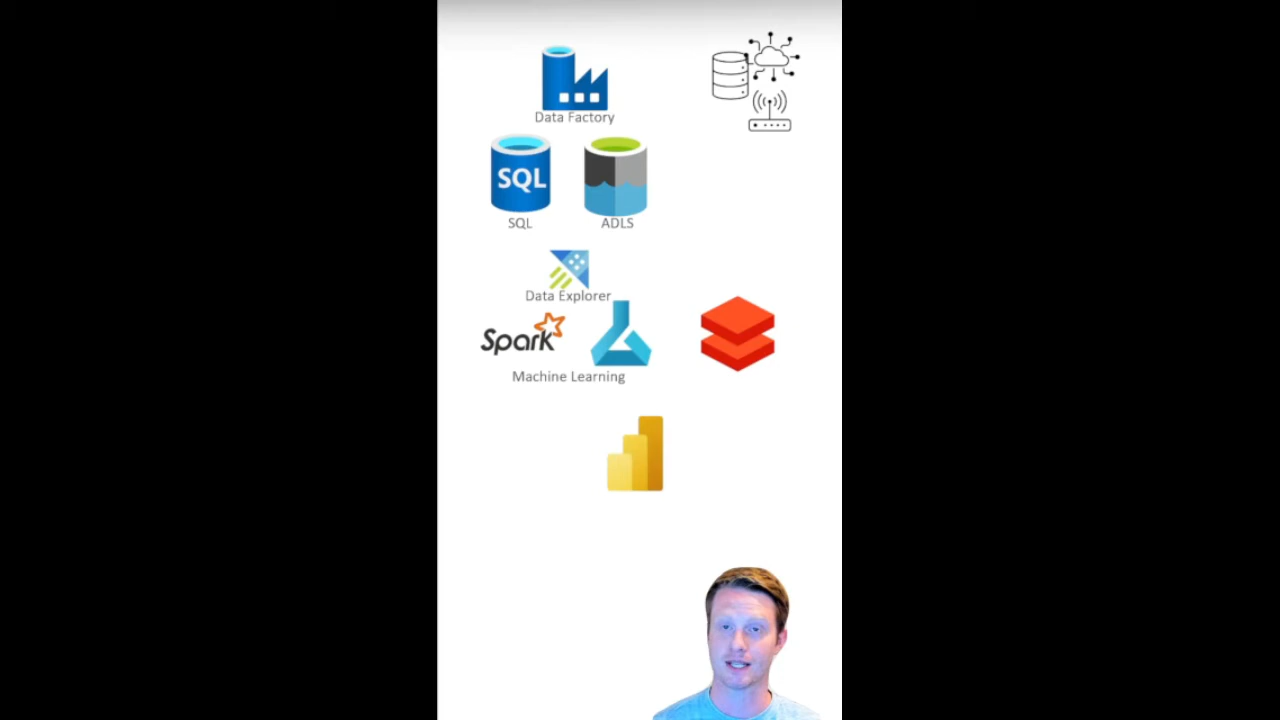 Data Factory
SQL
SQL
ADLS
Data Explorer
Spark
Machine Learning